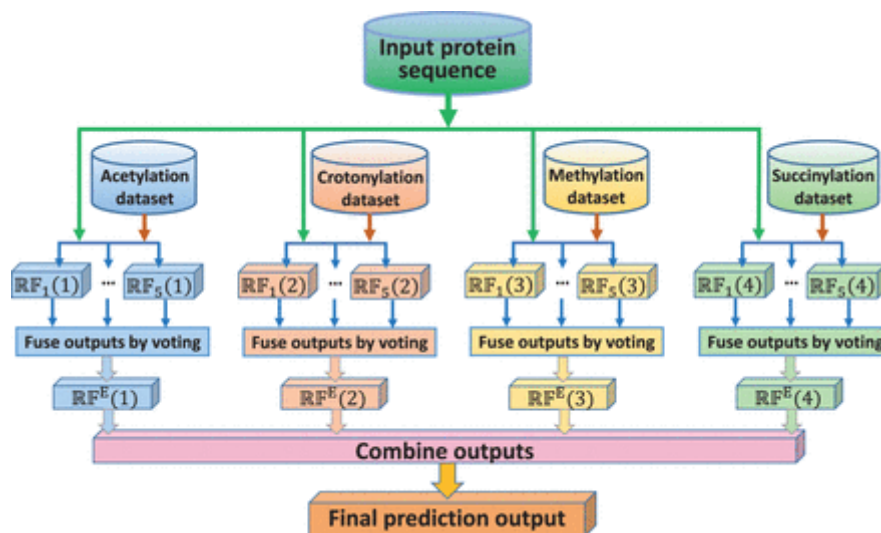 Input protein
sequence
Acetylation
dataset
Crotonylation
dataset
Methylation
dataset
Succinylation
dataset
ℝF₁(1) ... ℝF₅(1)
ℝF₁(2) ... ℝF₅(2)
ℝF₁(3) ... ℝF₅(3)
ℝF₁(4) ... ℝF₅(4)
Fuse outputs by voting
Fuse outputs by voting
Fuse outputs by voting
Fuse outputs by voting
ℝFᴱ(1)
ℝFᴱ(2)
ℝFᴱ(3)
ℝFᴱ(4)
Combine outputs
Final prediction output